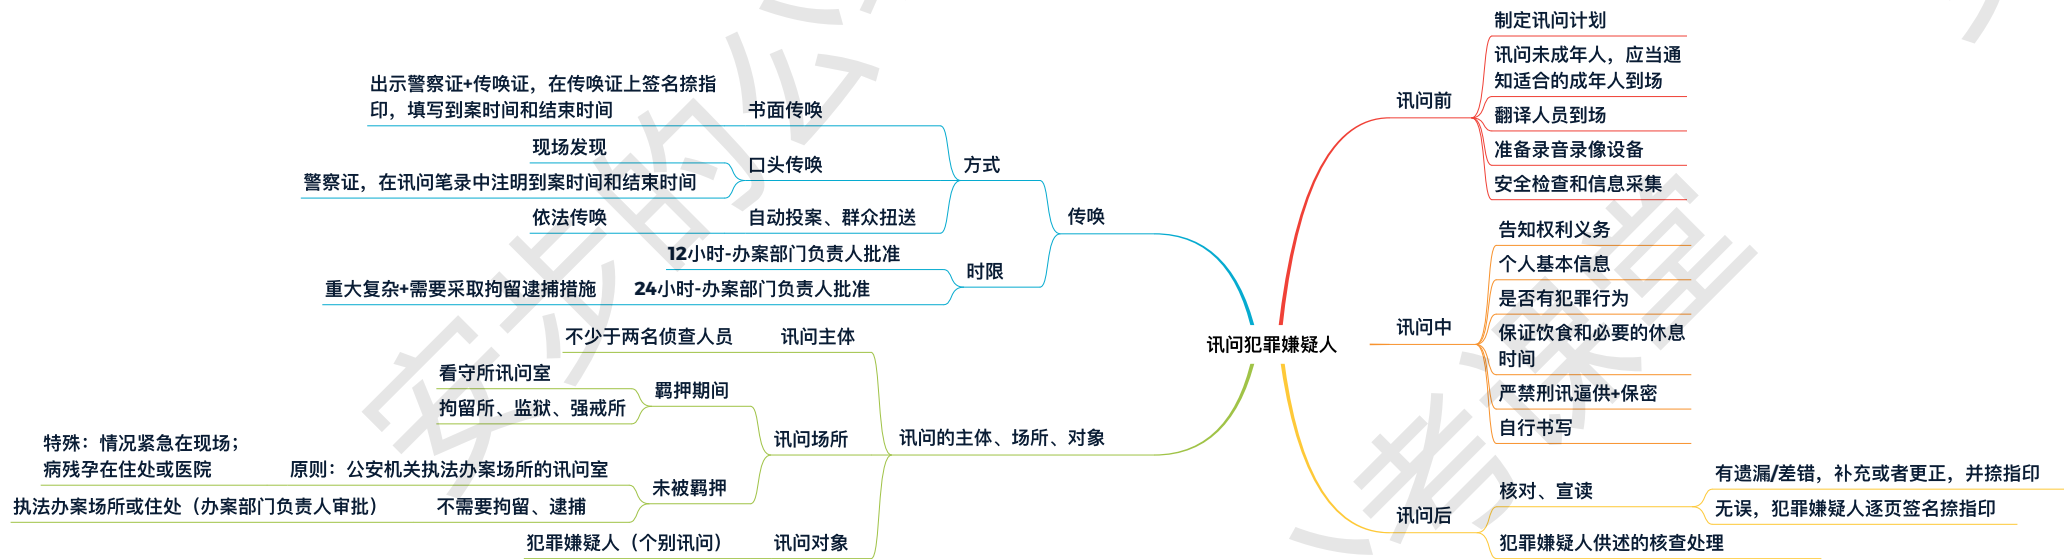 讯问犯罪嫌疑人
讯问前
制定讯问计划
讯问未成年人，应当通
知适合的成年人到场
翻译人员到场
准备录音录像设备
安全检查和信息采集
讯问中
告知权利义务
个人基本信息
是否有犯罪行为
保证饮食和必要的休息
时间
严禁刑讯逼供+保密
自行书写
讯问后
核对、宣读
有遗漏/差错，补充或者更正，并捺指印
无误，犯罪嫌疑人逐页签名捺指印
犯罪嫌疑人供述的核查处理
传唤
方式
书面传唤
出示警察证+传唤证，在传唤证上签名捺指
印，填写到案时间和结束时间
口头传唤
现场发现
警察证，在讯问笔录中注明到案时间和结束时间
自动投案、群众扭送
依法传唤
时限
12小时-办案部门负责人批准
24小时-办案部门负责人批准
重大复杂+需要采取拘留逮捕措施
讯问的主体、场所、对象
讯问主体
不少于两名侦查人员
讯问场所
羁押期间
看守所讯问室
拘留所、监狱、强戒所
未被羁押
原则：公安机关执法办案场所的讯问室
特殊：情况紧急在现场；
病残孕在住处或医院
不需要拘留、逮捕
执法办案场所或住处（办案部门负责人审批）
讯问对象
犯罪嫌疑人（个别讯问）
安步的公
考课堂